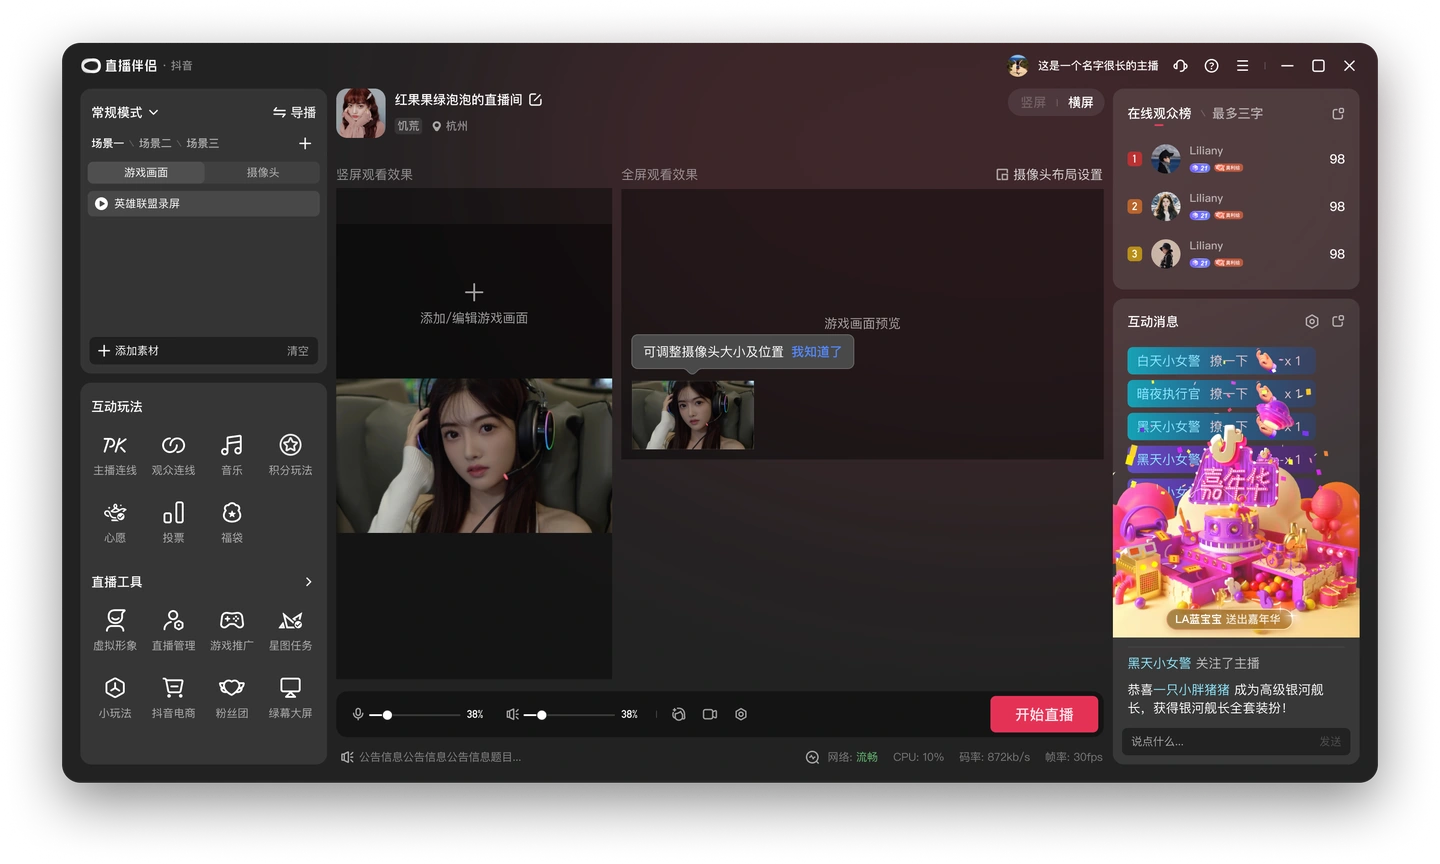 直播伴侣 · 抖音
这是一个名字很长的主播
常规模式
导播
场景一 \ 场景二 \ 场景三
游戏画面
摄像头
英雄联盟录屏
添加素材
清空
互动玩法
PK
主播连线
观众连线
音乐
积分玩法
心愿
投票
福袋
直播工具
虚拟形象
直播管理
游戏推广
星图任务
小玩法
抖音电商
粉丝团
绿幕大屏
红果果绿泡泡的直播间
饥荒
杭州
竖屏
横屏
竖屏观看效果
全屏观看效果
摄像头布局设置
添加/编辑游戏画面
游戏画面预览
可调整摄像头大小及位置 我知道了
38%
38%
开始直播
公告信息公告信息公告信息题目...
网络: 流畅
CPU: 10%
码率: 872kb/s
帧率: 30fps
在线观众榜 \ 最多三字
1
Liliany
21
98
2
Liliany
21
98
3
Liliany
21
98
互动消息
白天小女警 撩一下 x 1
暗夜执行官 撩一下 x 1
黑天小女警 撩一下 x 1
黑天小女警 x 1
小女
嘉年华
LA蓝宝宝 送出嘉年华
黑天小女警 关注了主播
恭喜一只小胖猪猪 成为高级银河舰
长，获得银河舰长全套装扮！
说点什么...
发送